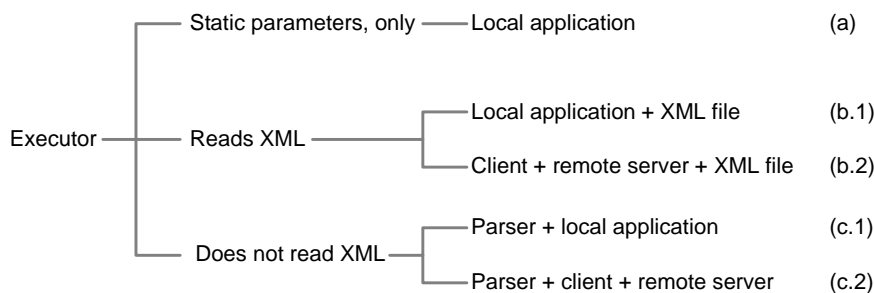 Static parameters, only Local application (a)
Local application + XML file (b.1)
Executor Reads XML
Client + remote server + XML file (b.2)
Parser + local application (c.1)
Does not read XML
Parser + client + remote server (c.2)